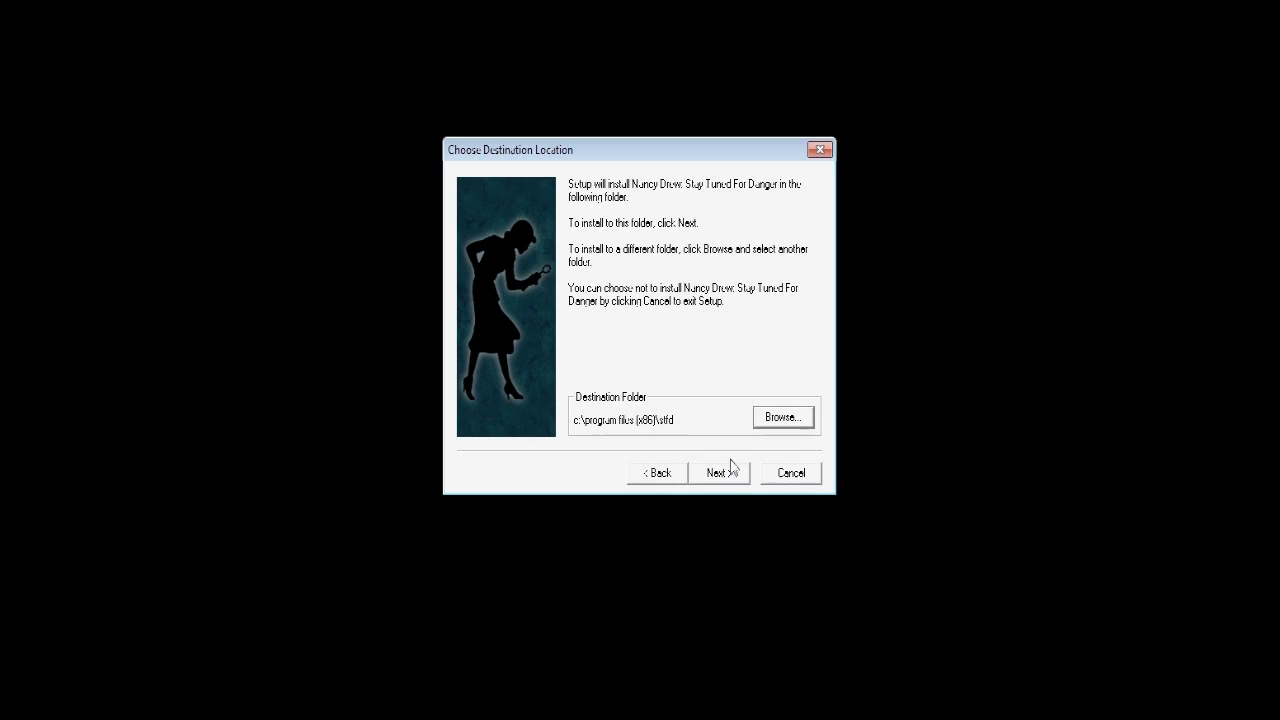 Choose Destination Location
Setup will install Nancy Drew: Stay Tuned For Danger in the
following folder.
To install to this folder, click Next.
To install to a different folder, click Browse and select another
folder.
You can choose not to install Nancy Drew: Stay Tuned For
Danger by clicking Cancel to exit Setup.
Destination Folder
c:\program files (x86)\stfd
Browse...
< Back
Next >
Cancel